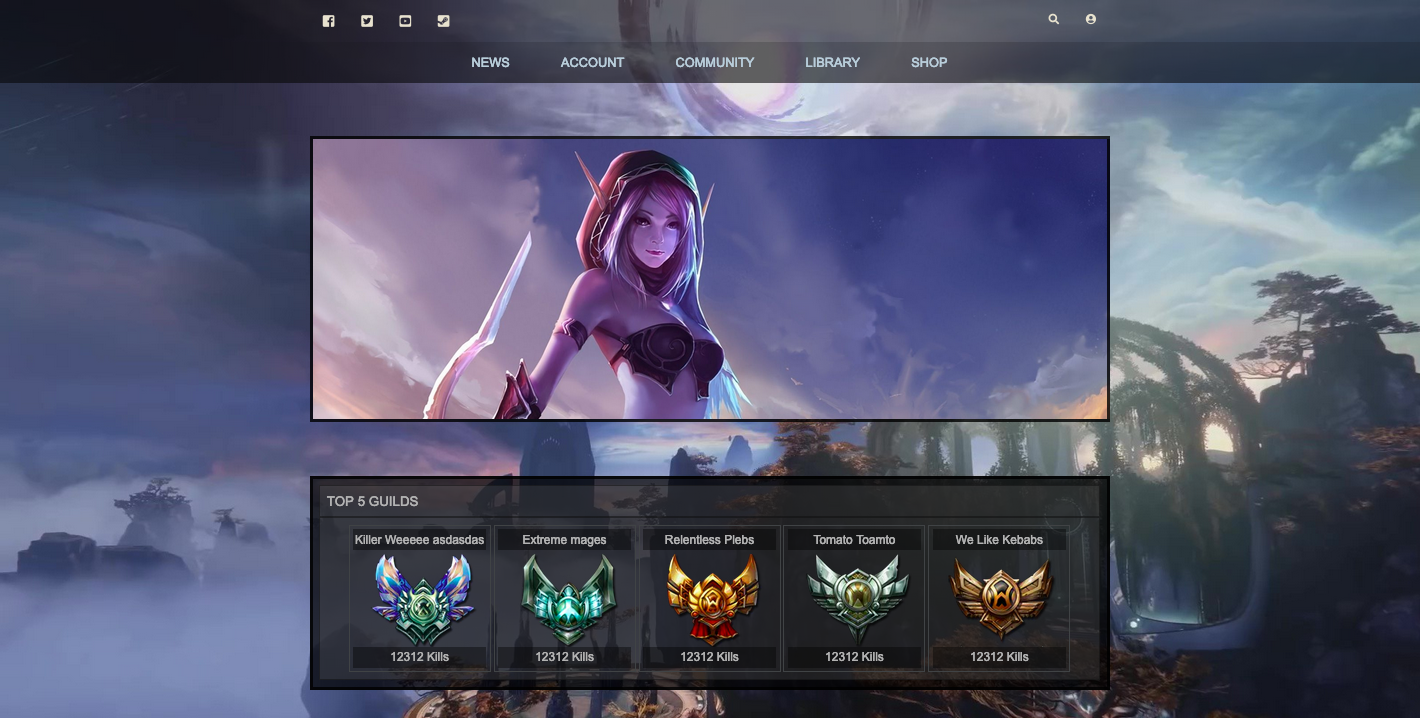 NEWS ACCOUNT COMMUNITY LIBRARY SHOP
TOP 5 GUILDS
Killer Weeeee asdasdas Extreme mages Relentless Plebs Tomato Toamto We Like Kebabs
12312 Kills 12312 Kills 12312 Kills 12312 Kills 12312 Kills